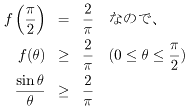 f(π/2) = 2/π なので、
f(θ) ≥ 2/π (0 ≤ θ ≤ π/2)
sin θ/θ ≥ 2/π